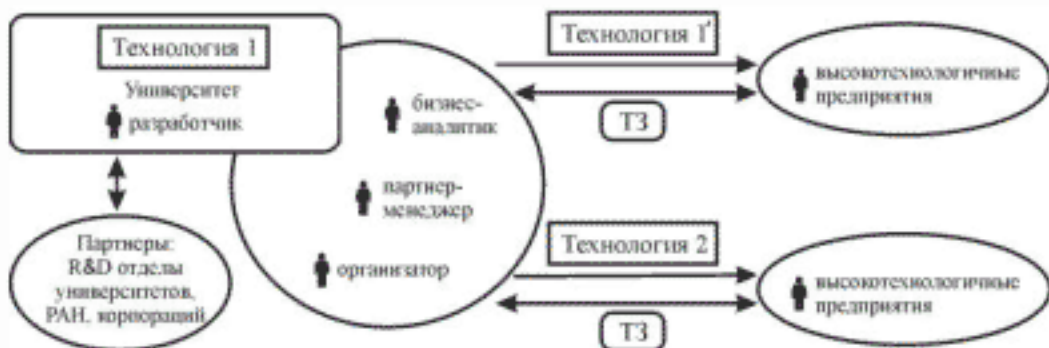 Технология 1
Университет
разработчик
Партнеры:
R&D отделы
университетов,
РАН, корпораций
бизнес-
аналитик
партнер-
менеджер
организатор
Технология 1'
ТЗ
высокотехнологичные
предприятия
Технология 2
ТЗ
высокотехнологичные
предприятия